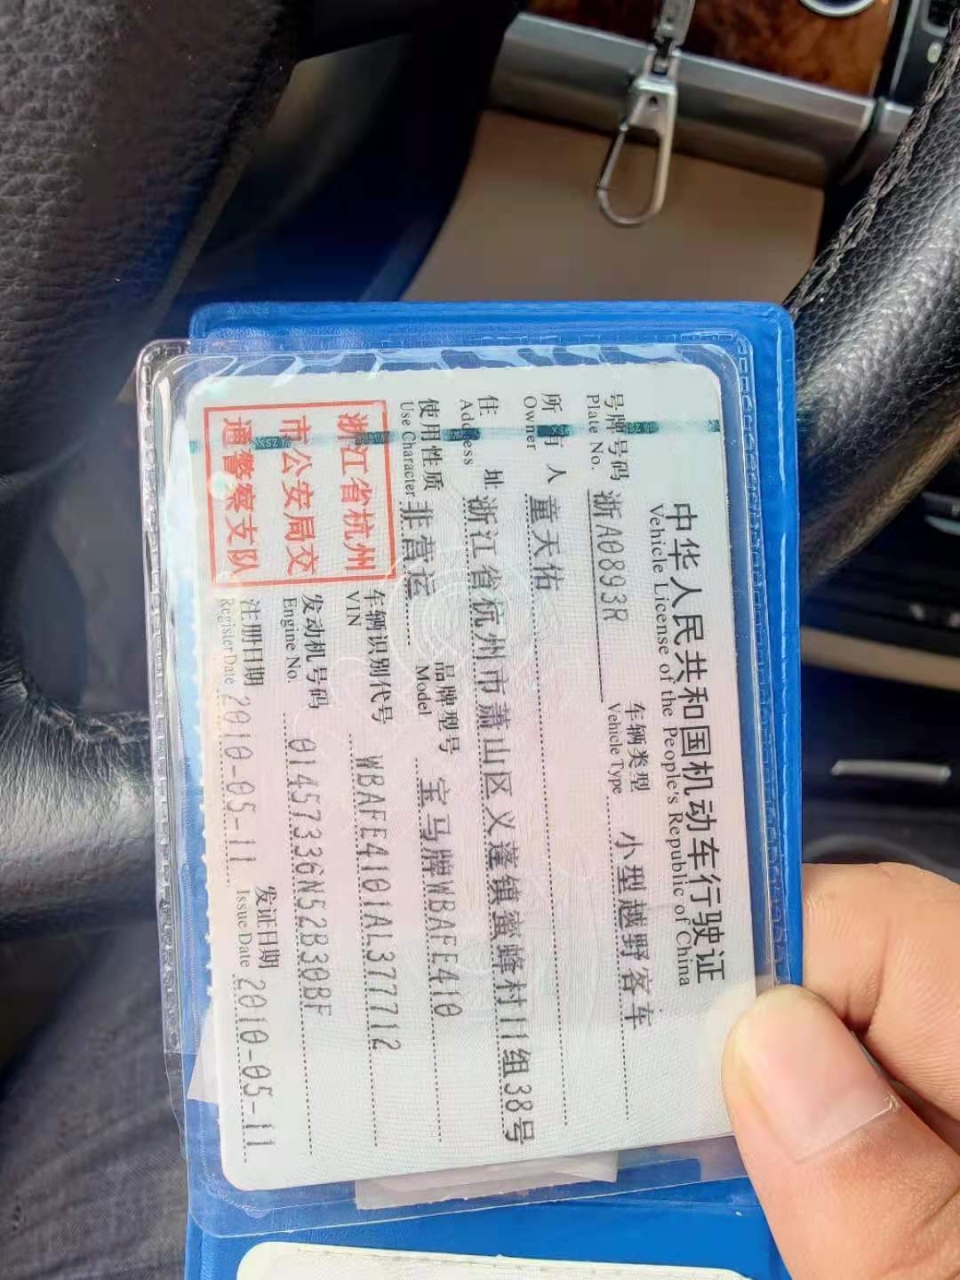 中华人民共和国机动车行驶证
Vehicle License of the People's Republic of China
号牌号码 浙A0893R 车辆类型 小型越野客车
Plate No. Vehicle Type
所有人 童天佑
Owner
住址 浙江省杭州市萧山区义蓬镇蜜蜂村11组38号
Address
使用性质 非营运 品牌型号 宝马牌WBAFE410
Use Character Model
浙江省杭州
市公安局交
通警察支队
车辆识别代号 WBAFE4101AL377712
VIN
发动机号码 01457336N52B30BF
Engine No.
注册日期 2010-05-11 发证日期 2010-05-11
Register Date Issue Date